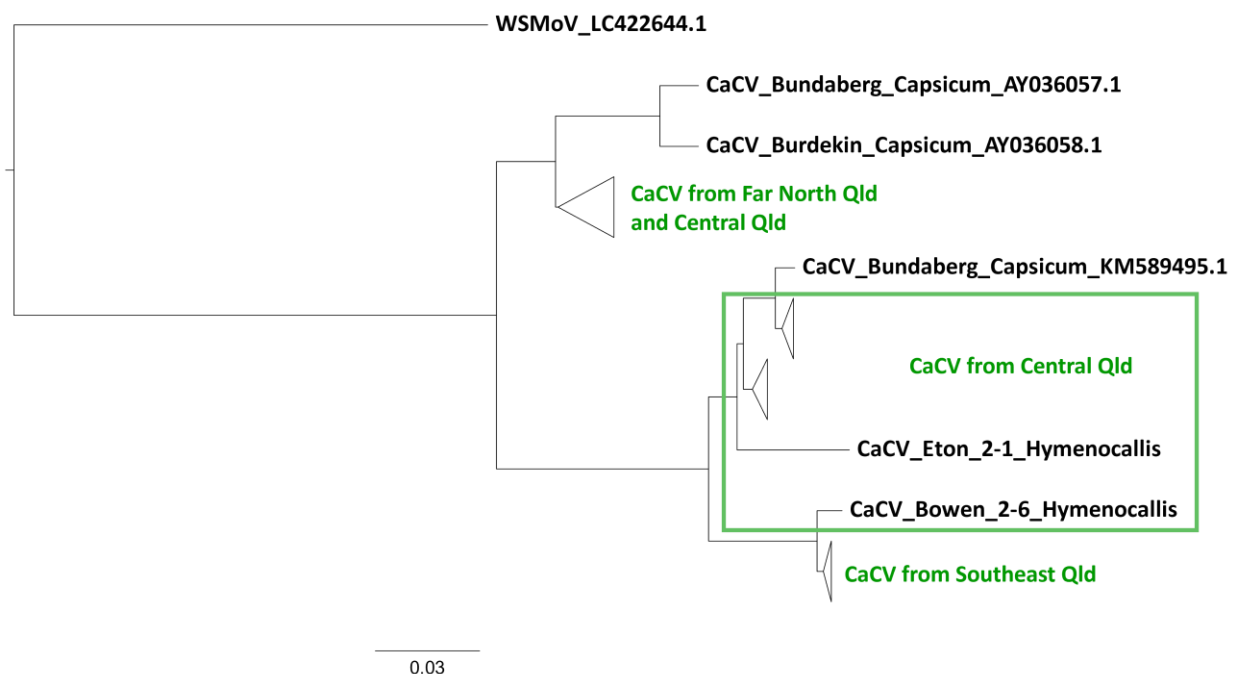 WSMoV_LC422644.1
CaCV_Bundaberg_Capsicum_AY036057.1
CaCV_Burdekin_Capsicum_AY036058.1
CaCV from Far North Qld
and Central Qld
CaCV_Bundaberg_Capsicum_KM589495.1
CaCV from Central Qld
CaCV_Eton_2-1_Hymenocallis
CaCV_Bowen_2-6_Hymenocallis
CaCV from Southeast Qld
0.03